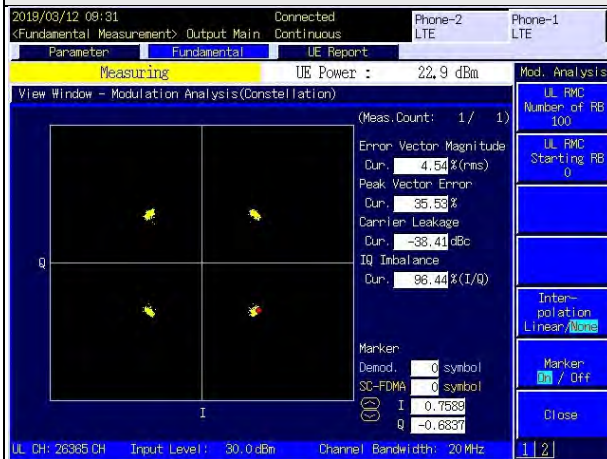 2019/03/12 09:31 Connected Phone-2 Phone-1
<Fundamental Measurement> Output Main Continuous LTE LTE
Parameter Fundamental UE Report
Measuring UE Power : 22.9 dBm Mod. Analysis
View Window - Modulation Analysis(Constellation)
UL RMC
Number of RB
100
(Meas.Count: 1/ 1)
Error Vector Magnitude
Cur. 4.54 %(rms)
Peak Vector Error
Cur. 35.53 %
Carrier Leakage
Cur. -38.41 dBc
IQ Imbalance
Cur. 96.44 %(I/Q)
UL RMC
Starting RB
0
Q
I
Marker
Demod. 0 symbol
SC-FDMA 0 symbol
I 0.7589
Q -0.6837
Inter-
polation
Linear/None
Marker
On / Off
Close
UL CH: 26365 CH Input Level: 30.0 dBm Channel Bandwidth: 20 MHz 1 2